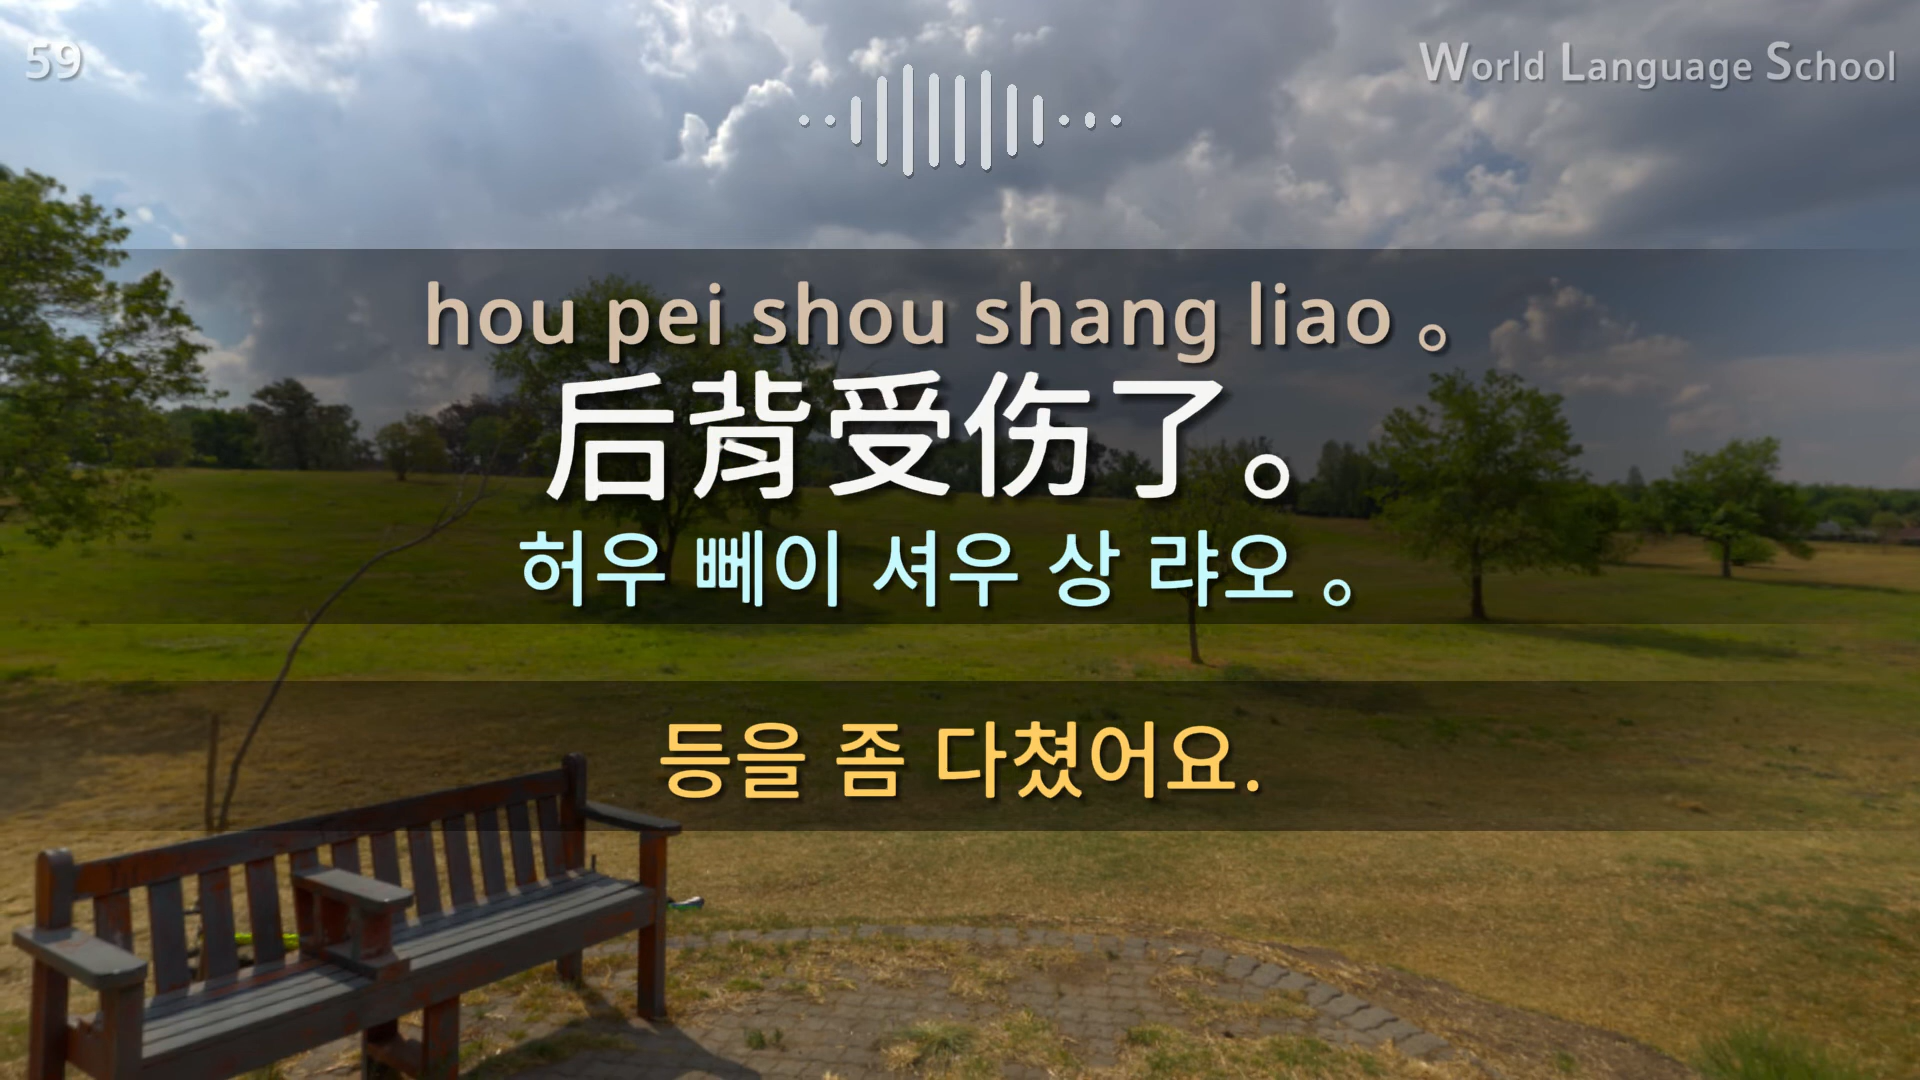 59
World Language School
hou pei shou shang liao 。
后背受伤了。
허우 뻬이 셔우 상 랴오 。
등을 좀 다쳤어요.